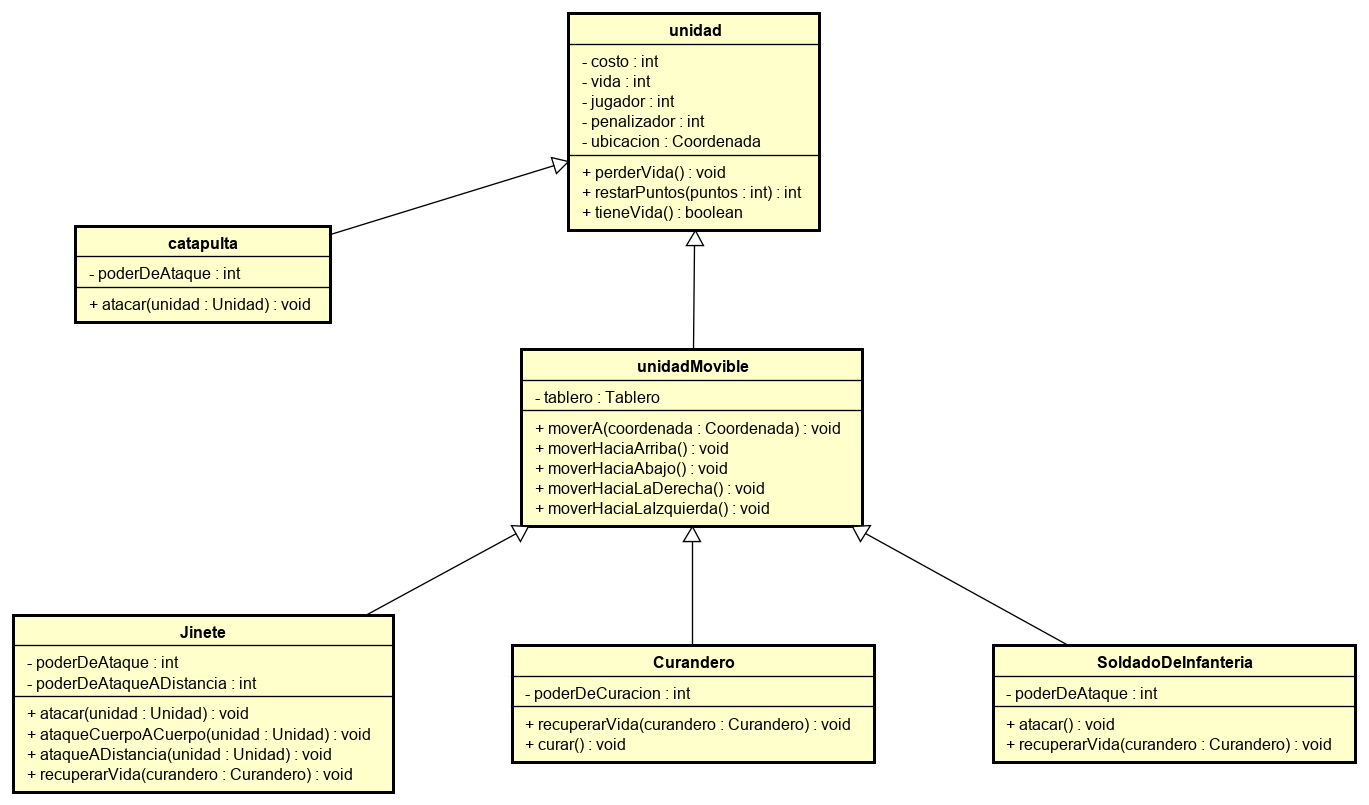 unidad
- costo : int
- vida : int
- jugador : int
- penalizador : int
- ubicacion : Coordenada
+ perderVida() : void
+ restarPuntos(puntos : int) : int
+ tieneVida() : boolean
catapulta
- poderDeAtaque : int
+ atacar(unidad : Unidad) : void
unidadMovible
- tablero : Tablero
+ moverA(coordenada : Coordenada) : void
+ moverHaciaArriba() : void
+ moverHaciaAbajo() : void
+ moverHaciaLaDerecha() : void
+ moverHaciaLaIzquierda() : void
Jinete
- poderDeAtaque : int
- poderDeAtaqueADistancia : int
+ atacar(unidad : Unidad) : void
+ ataqueCuerpoACuerpo(unidad : Unidad) : void
+ ataqueADistancia(unidad : Unidad) : void
+ recuperarVida(curandero : Curandero) : void
Curandero
- poderDeCuracion : int
+ recuperarVida(curandero : Curandero) : void
+ curar() : void
SoldadoDeInfanteria
- poderDeAtaque : int
+ atacar() : void
+ recuperarVida(curandero : Curandero) : void